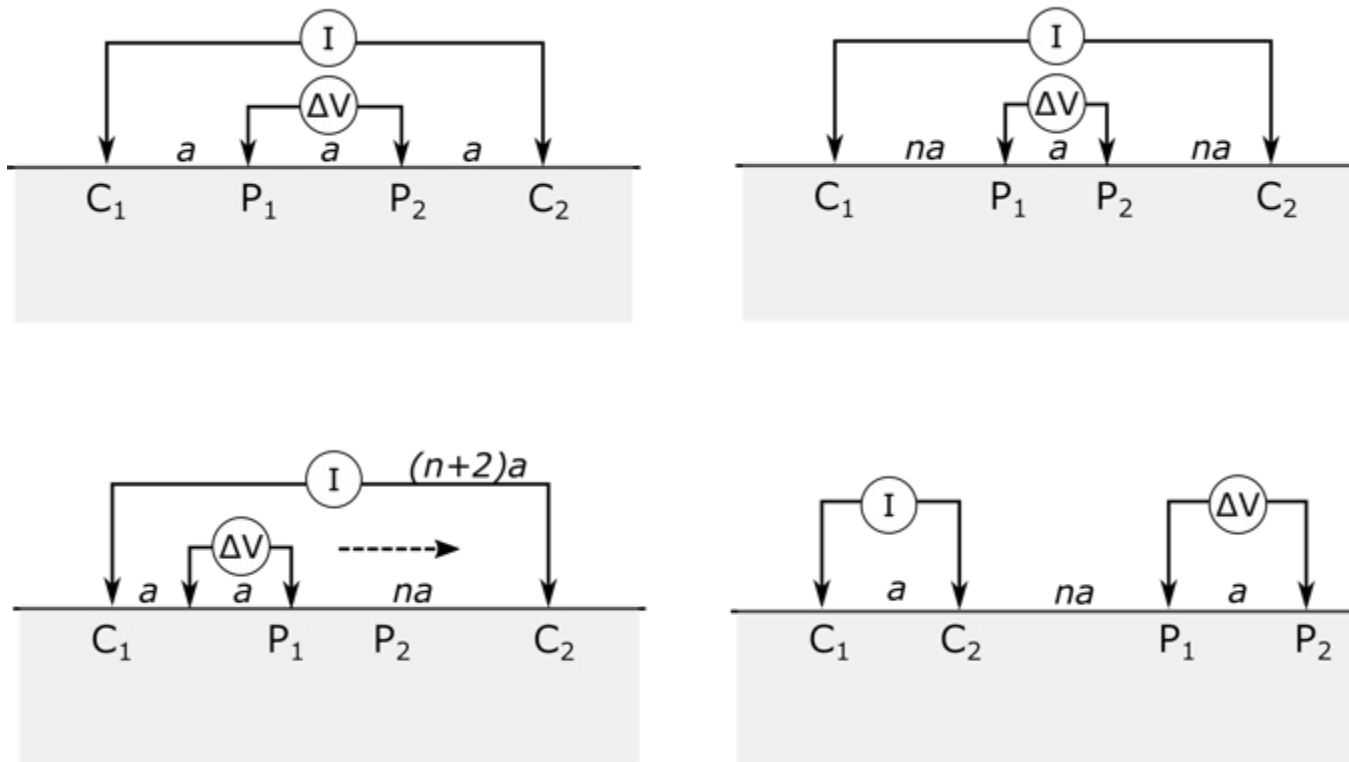 I
ΔV
a a a
C₁ P₁ P₂ C₂
I
ΔV
na a na
C₁ P₁ P₂ C₂
I (n+2)a
ΔV
a a na
C₁ P₁ P₂ C₂
I ΔV
a na a
C₁ C₂ P₁ P₂